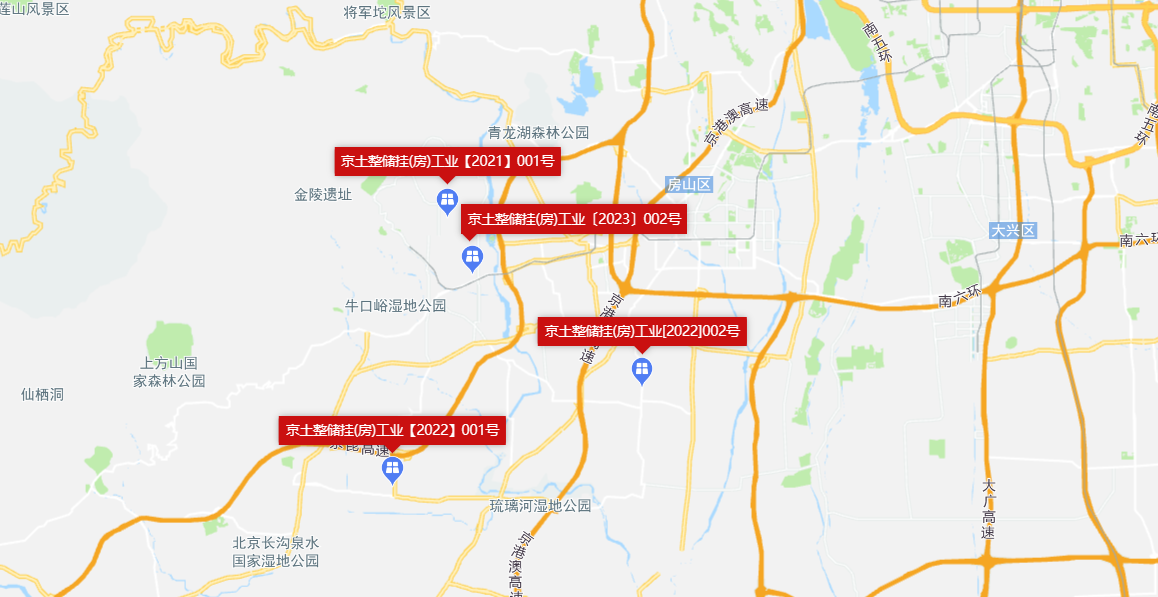 莲山风景区
将军坨风景区
南五环
京港澳高速
南五环
青龙湖森林公园
京土整储挂(房)工业【2021】001号
金陵遗址
房山区
京土整储挂(房)工业〔2023〕002号
大兴区
南六环
牛口峪湿地公园
南六环
京港
高速
京土整储挂(房)工业[2022]002号
上方山国
家森林公园
仙栖洞
京土整储挂(房)工业【2022】001号
京昆高速
琉璃河湿地公园
大广高速
北京长沟泉水
国家湿地公园
京港澳高速